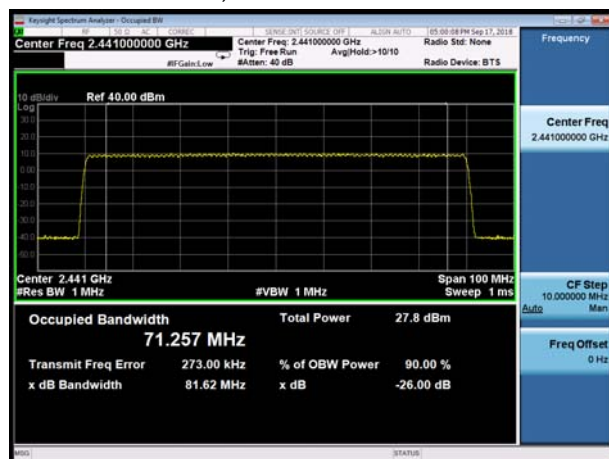 Keysight Spectrum Analyzer - Occupied BW
RF 50 Ω AC CORREC SENSE:INT SOURCE OFF ALIGN AUTO 05:08:08 PM Sep 17, 2018
Center Freq 2.441000000 GHz Center Freq: 2.441000000 GHz Radio Std: None Frequency
Trig: Free Run Avg|Hold:>10/10
#IFGain:Low #Atten: 40 dB Radio Device: BTS
10 dB/div Ref 40.00 dBm
Log
30.0
20.0
10.0
0.00
-10.0
-20.0
-30.0
-40.0
-50.0
Center Freq
2.441000000 GHz
Center 2.441 GHz Span 100 MHz
#Res BW 1 MHz #VBW 1 MHz Sweep 1 ms
CF Step
10.000000 MHz
Auto Man
Occupied Bandwidth Total Power 27.8 dBm
71.257 MHz
Freq Offset
0 Hz
Transmit Freq Error 273.00 kHz % of OBW Power 90.00 %
x dB Bandwidth 81.62 MHz x dB -26.00 dB
MSG STATUS